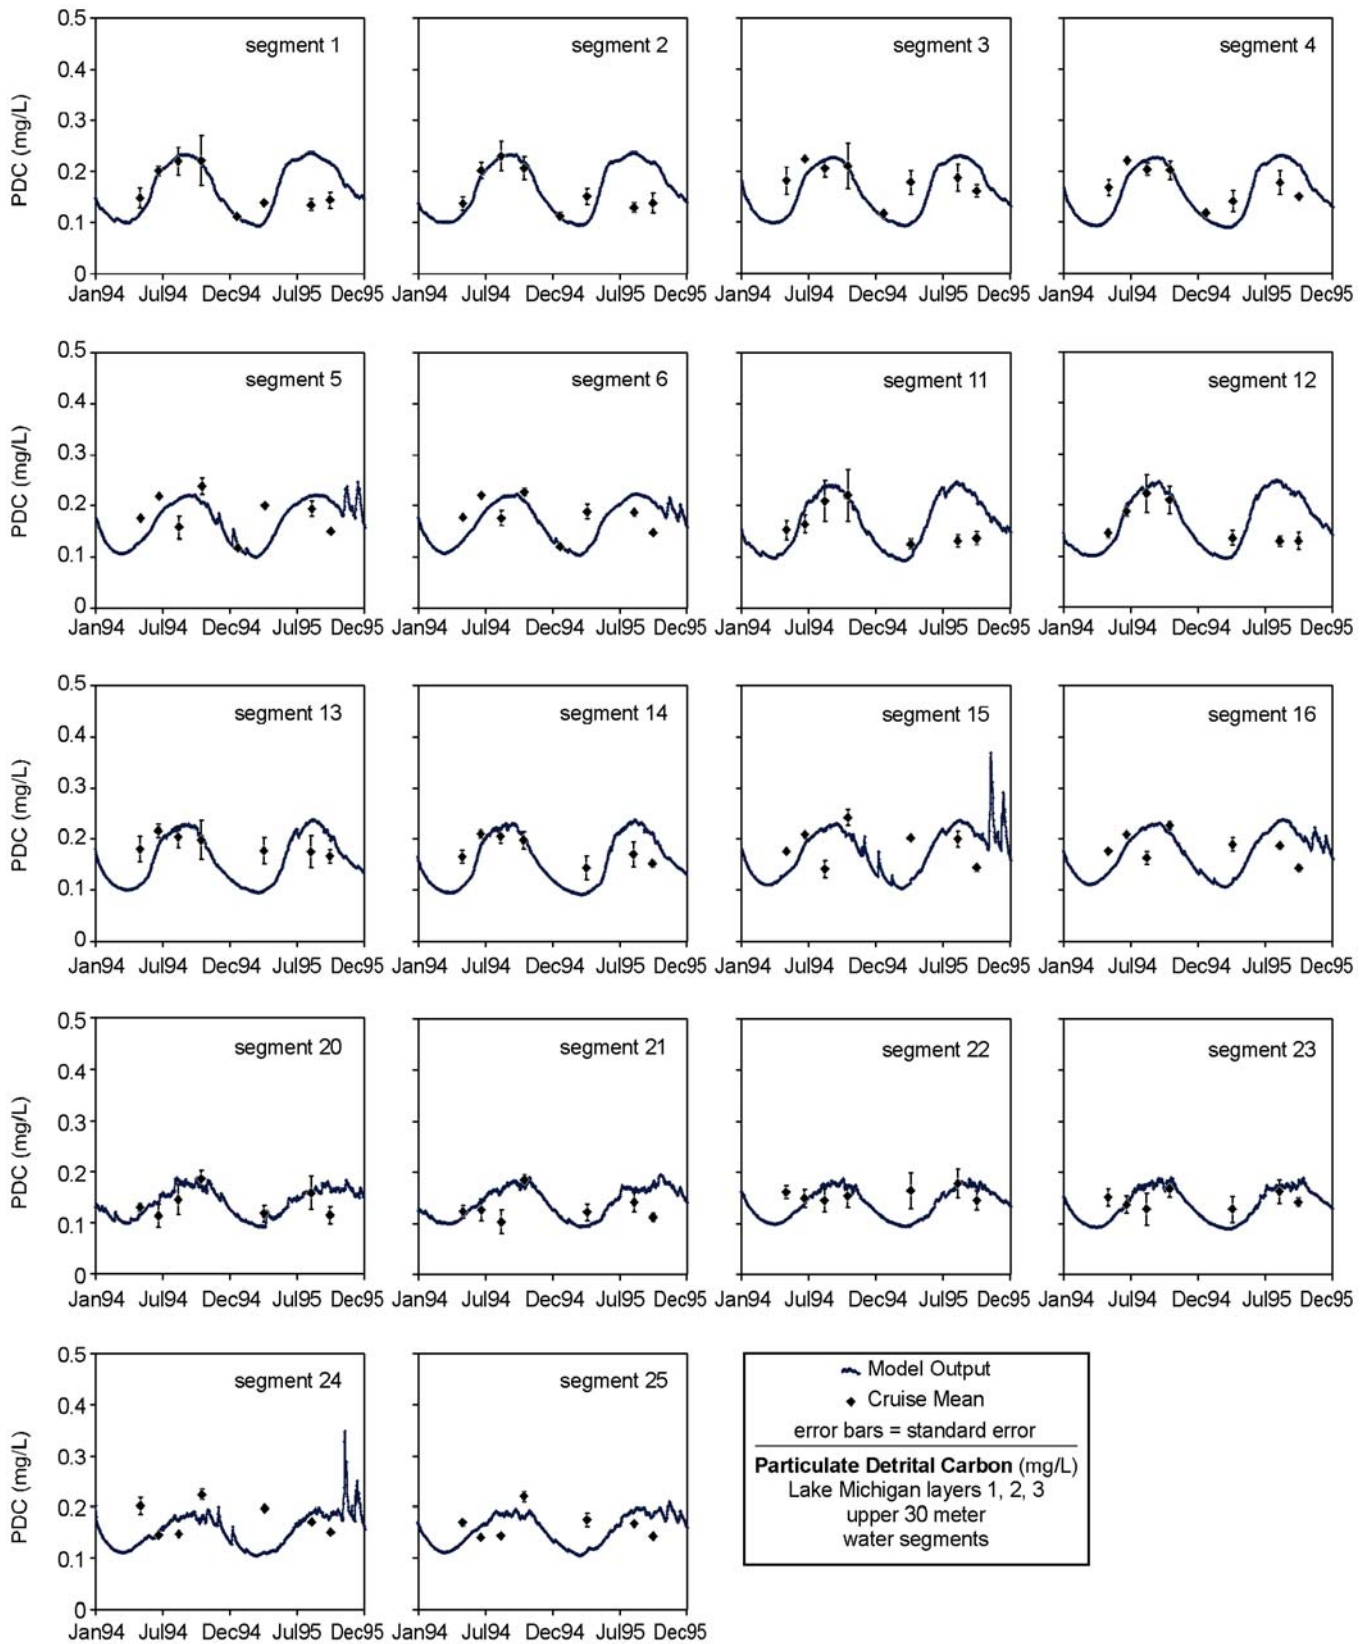 0.5
segment 1
segment 2
segment 3
segment 4
0.4
0.3
0.2
0.1
0
PDC (mg/L)
Jan94 Jul94 Dec94 Jul95 Dec95
Jan94 Jul94 Dec94 Jul95 Dec95
Jan94 Jul94 Dec94 Jul95 Dec95
Jan94 Jul94 Dec94 Jul95 Dec95
0.5
segment 5
segment 6
segment 11
segment 12
0.4
0.3
0.2
0.1
0
PDC (mg/L)
Jan94 Jul94 Dec94 Jul95 Dec95
Jan94 Jul94 Dec94 Jul95 Dec95
Jan94 Jul94 Dec94 Jul95 Dec95
Jan94 Jul94 Dec94 Jul95 Dec95
0.5
segment 13
segment 14
segment 15
segment 16
0.4
0.3
0.2
0.1
0
PDC (mg/L)
Jan94 Jul94 Dec94 Jul95 Dec95
Jan94 Jul94 Dec94 Jul95 Dec95
Jan94 Jul94 Dec94 Jul95 Dec95
Jan94 Jul94 Dec94 Jul95 Dec95
0.5
segment 20
segment 21
segment 22
segment 23
0.4
0.3
0.2
0.1
0
PDC (mg/L)
Jan94 Jul94 Dec94 Jul95 Dec95
Jan94 Jul94 Dec94 Jul95 Dec95
Jan94 Jul94 Dec94 Jul95 Dec95
Jan94 Jul94 Dec94 Jul95 Dec95
0.5
segment 24
segment 25
0.4
0.3
0.2
0.1
0
PDC (mg/L)
Jan94 Jul94 Dec94 Jul95 Dec95
Jan94 Jul94 Dec94 Jul95 Dec95
Model Output
Cruise Mean
error bars = standard error
Particulate Detrital Carbon (mg/L)
Lake Michigan layers 1, 2, 3
upper 30 meter
water segments